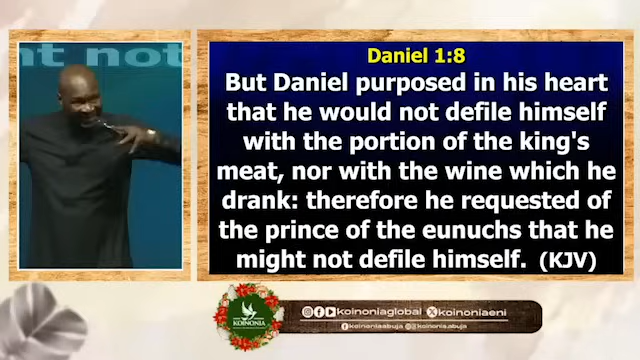 nt not
Daniel 1:8
But Daniel purposed in his heart
that he would not defile himself
with the portion of the king's
meat, nor with the wine which he
drank: therefore he requested of
the prince of the eunuchs that he
might not defile himself. (KJV)
KOINONIA
koinoniaglobal koinoniaeni
koinoniaabuja koinonia.abuja